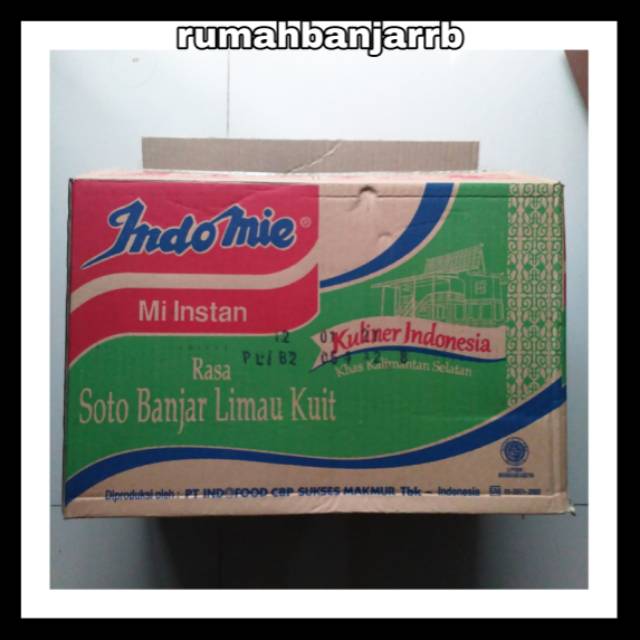 rumahbanjarrb
Indomie®
Mi Instan
Kuliner Indonesia
Khas Kalimantan Selatan
Rasa
Soto Banjar Limau Kuit
Diproduksi oleh : PT INDOFOOD CBP SUKSES MAKMUR Tbk – Indonesia